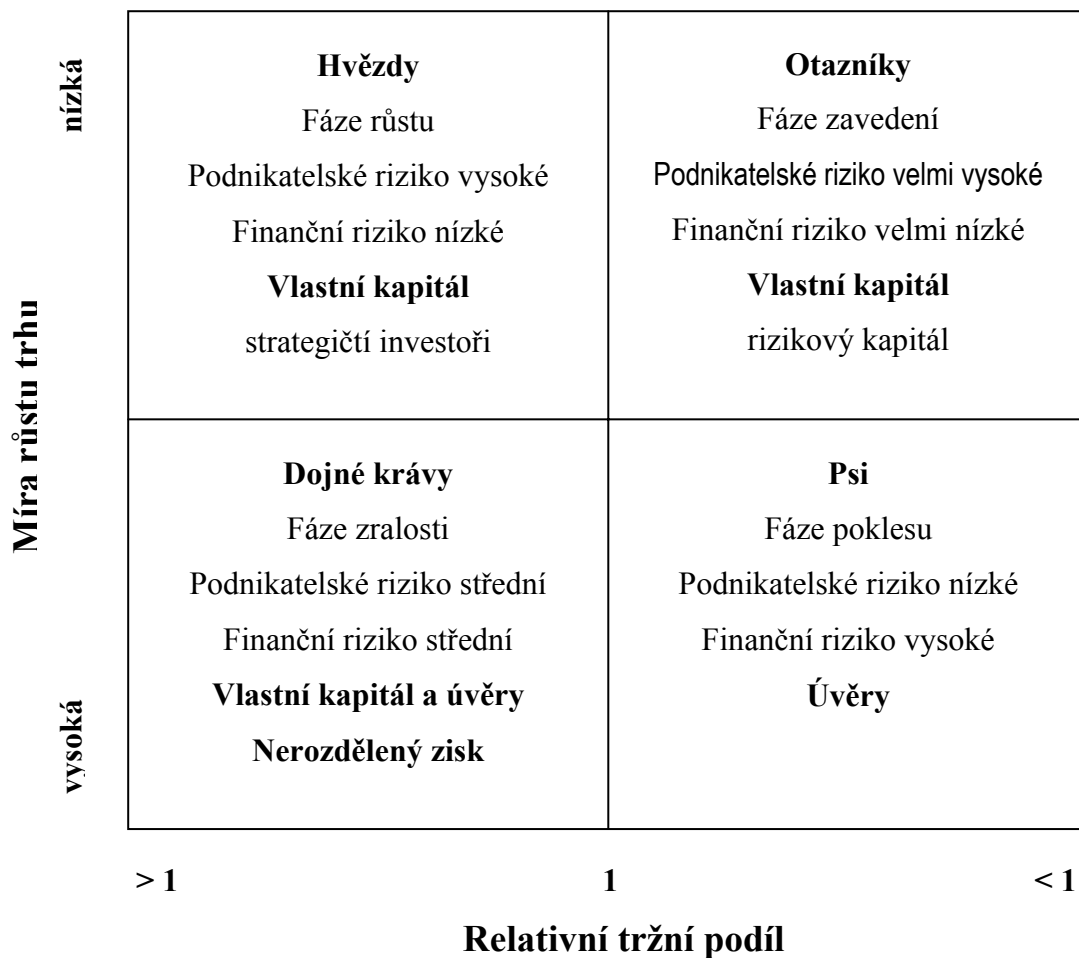 nízká
Míra růstu trhu
vysoká
Hvězdy
Fáze růstu
Podnikatelské riziko vysoké
Finanční riziko nízké
Vlastní kapitál
strategičtí investoři
Otazníky
Fáze zavedení
Podnikatelské riziko velmi vysoké
Finanční riziko velmi nízké
Vlastní kapitál
rizikový kapitál
Dojné krávy
Fáze zralosti
Podnikatelské riziko střední
Finanční riziko střední
Vlastní kapitál a úvěry
Nerozdělený zisk
Psi
Fáze poklesu
Podnikatelské riziko nízké
Finanční riziko vysoké
Úvěry
> 1
1
< 1
Relativní tržní podíl